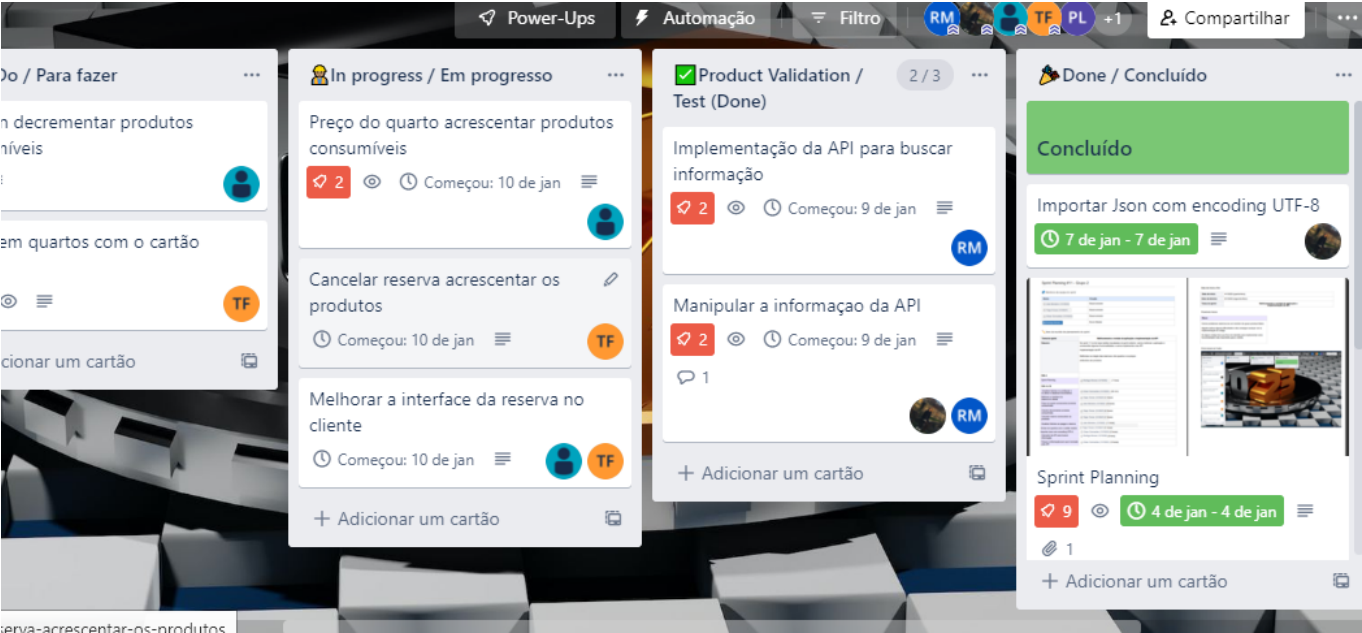 Power-Ups
Automação
Filtro
RM
TF
PL
+1
Compartilhar
Do / Para fazer
decrementar produtos
níveis
em quartos com o cartão
TF
cionar um cartão
In progress / Em progresso
Preço do quarto acrescentar produtos
consumíveis
2
Começou: 10 de jan
Cancelar reserva acrescentar os
produtos
Começou: 10 de jan
TF
Melhorar a interface da reserva no
cliente
Começou: 10 de jan
TF
+ Adicionar um cartão
Product Validation /
Test (Done)
2 / 3
Implementação da API para buscar
informação
2
Começou: 9 de jan
RM
Manipular a informaçao da API
2
Começou: 9 de jan
1
RM
+ Adicionar um cartão
Done / Concluído
Concluído
Importar Json com encoding UTF-8
7 de jan - 7 de jan
Sprint Planning
9
4 de jan - 4 de jan
1
+ Adicionar um cartão
serva-acrescentar-os-produtos